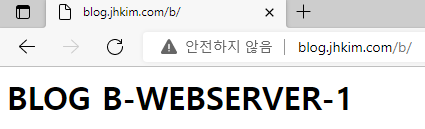 blog.jhkim.com/b/
안전하지 않음 | blog.jhkim.com/b/
BLOG B-WEBSERVER-1